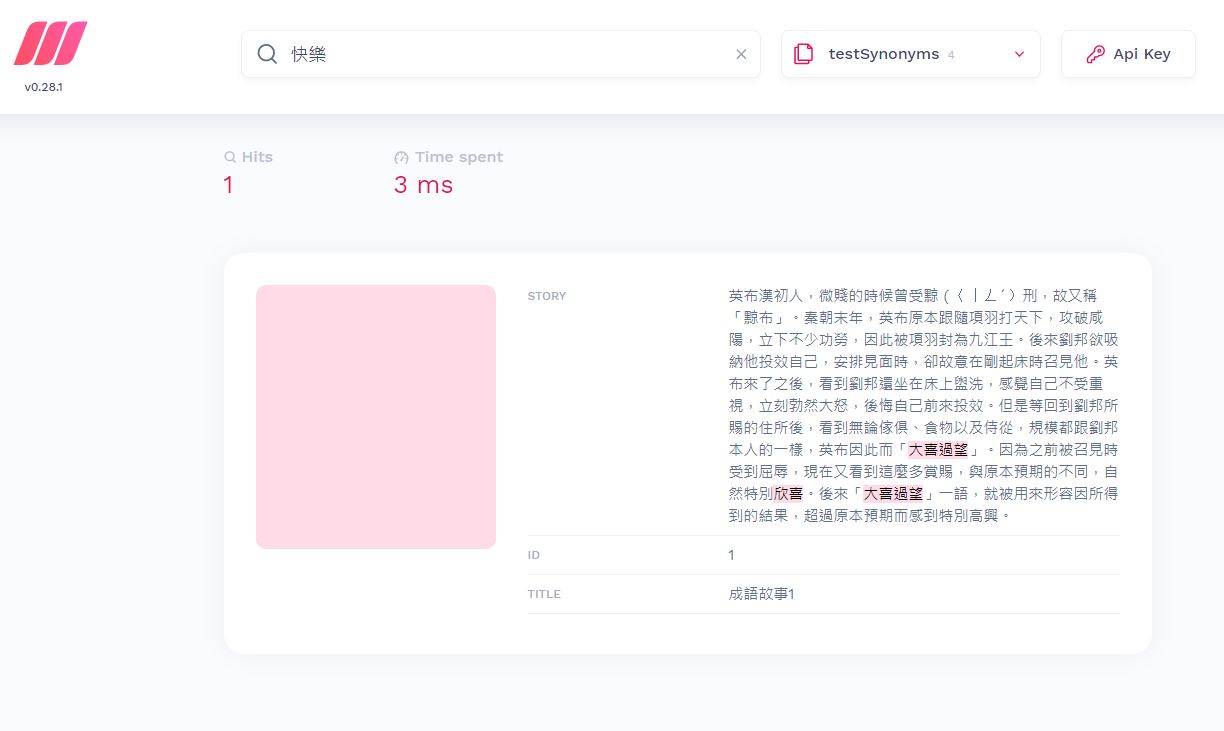 v0.28.1
快樂
testSynonyms 4
Api Key
Hits
1
Time spent
3 ms
STORY
英布漢初人，微賤的時候曾受黥 (ㄑㄧㄥˊ) 刑，故又稱
「黥布」。秦朝末年，英布原本跟隨項羽打天下，攻破咸
陽，立下不少功勞，因此被項羽封為九江王。後來劉邦欲吸
納他投效自己，安排見面時，卻故意在剛起床時召見他。英
布來了之後，看到劉邦還坐在床上盥洗，感覺自己不受重
視，立刻勃然大怒，後悔自己前來投效。但是等回到劉邦所
賜的住所後，看到無論傢俱、食物以及侍從，規模都跟劉邦
本人的一樣，英布因此而「大喜過望」。因為之前被召見時
受到屈辱，現在又看到這麼多賞賜，與原本預期的不同，自
然特別欣喜。後來「大喜過望」一語，就被用來形容因所得
到的結果，超過原本預期而感到特別高興。
ID
1
TITLE
成語故事1